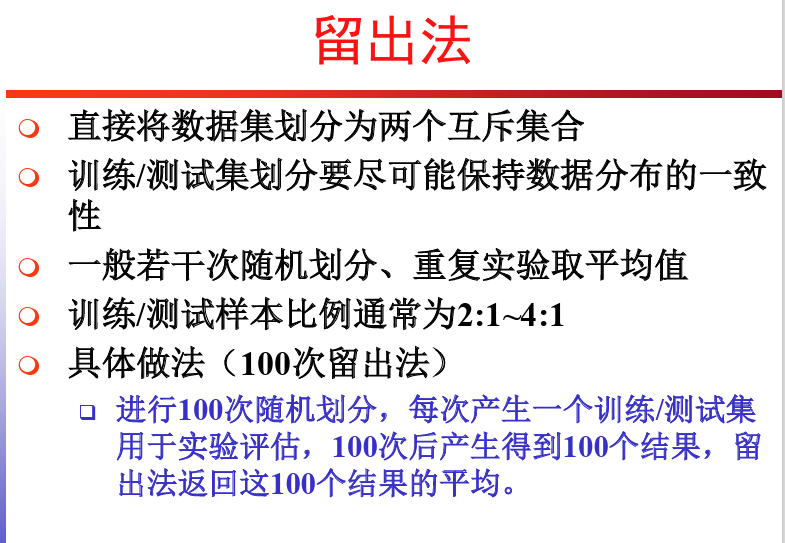 留出法
直接将数据集划分为两个互斥集合
训练/测试集划分要尽可能保持数据分布的一致
性
一般若干次随机划分、重复实验取平均值
训练/测试样本比例通常为2:1~4:1
具体做法（100次留出法）
进行100次随机划分，每次产生一个训练/测试集
用于实验评估，100次后产生得到100个结果，留
出法返回这100个结果的平均。